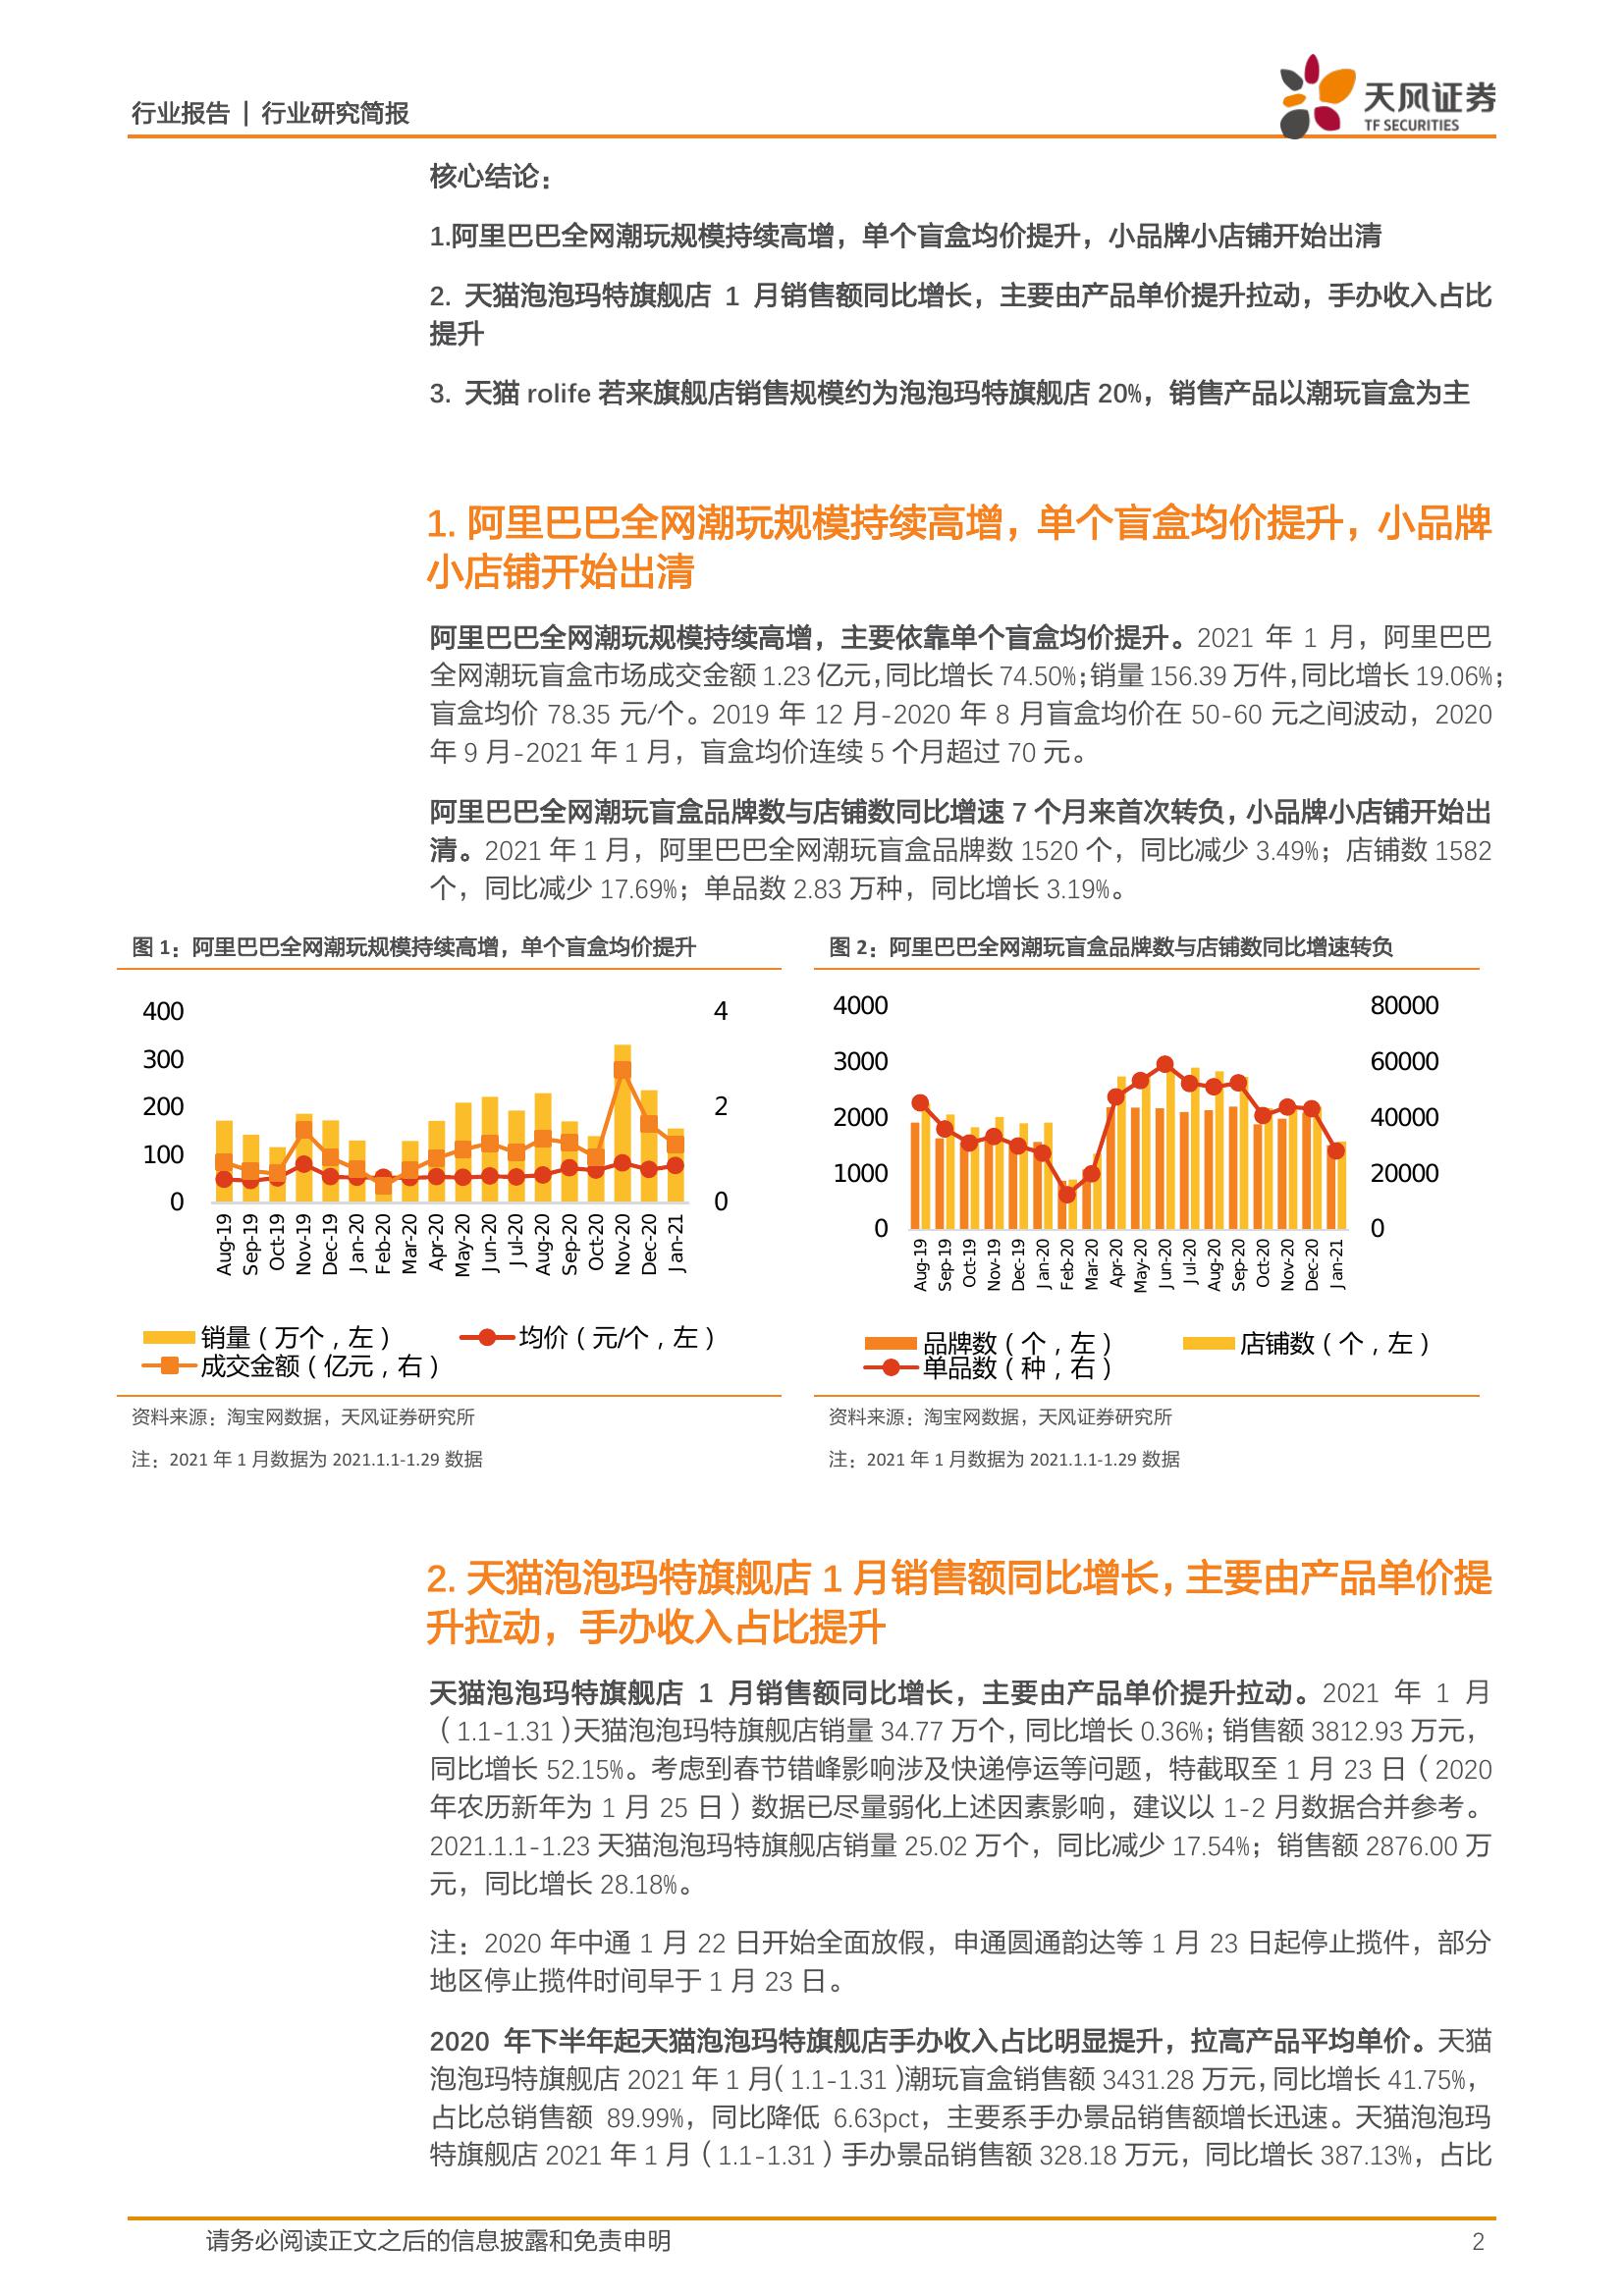 行业报告 | 行业研究简报
天风证券
TF SECURITIES
核心结论：
1.阿里巴巴全网潮玩规模持续高增，单个盲盒均价提升，小品牌小店铺开始出清
2. 天猫泡泡玛特旗舰店 1 月销售额同比增长，主要由产品单价提升拉动，手办收入占比
提升
3. 天猫 rolife 若来旗舰店销售规模约为泡泡玛特旗舰店 20%，销售产品以潮玩盲盒为主
1. 阿里巴巴全网潮玩规模持续高增，单个盲盒均价提升，小品牌
小店铺开始出清
阿里巴巴全网潮玩规模持续高增，主要依靠单个盲盒均价提升。2021 年 1 月，阿里巴巴
全网潮玩盲盒市场成交金额 1.23 亿元，同比增长 74.50%；销量 156.39 万件，同比增长 19.06%；
盲盒均价 78.35 元/个。2019 年 12 月-2020 年 8 月盲盒均价在 50-60 元之间波动，2020
年 9 月-2021 年 1 月，盲盒均价连续 5 个月超过 70 元。
阿里巴巴全网潮玩盲盒品牌数与店铺数同比增速 7 个月来首次转负，小品牌小店铺开始出
清。2021 年 1 月，阿里巴巴全网潮玩盲盒品牌数 1520 个，同比减少 3.49%；店铺数 1582
个，同比减少 17.69%；单品数 2.83 万种，同比增长 3.19%。
图 1：阿里巴巴全网潮玩规模持续高增，单个盲盒均价提升
400
300
200
100
0
4
2
0
Aug-19
Sep-19
Oct-19
Nov-19
Dec-19
Jan-20
Feb-20
Mar-20
Apr-20
May-20
Jun-20
Jul-20
Aug-20
Sep-20
Oct-20
Nov-20
Dec-20
Jan-21
销量（万个，左） 均价（元/个，左）
成交金额（亿元，右）
资料来源：淘宝网数据，天风证券研究所
注：2021 年 1 月数据为 2021.1.1-1.29 数据
图 2：阿里巴巴全网潮玩盲盒品牌数与店铺数同比增速转负
4000
3000
2000
1000
0
80000
60000
40000
20000
0
Aug-19
Sep-19
Oct-19
Nov-19
Dec-19
Jan-20
Feb-20
Mar-20
Apr-20
May-20
Jun-20
Jul-20
Aug-20
Sep-20
Oct-20
Nov-20
Dec-20
Jan-21
品牌数（个，左） 店铺数（个，左）
单品数（种，右）
资料来源：淘宝网数据，天风证券研究所
注：2021 年 1 月数据为 2021.1.1-1.29 数据
2. 天猫泡泡玛特旗舰店 1 月销售额同比增长，主要由产品单价提
升拉动，手办收入占比提升
天猫泡泡玛特旗舰店 1 月销售额同比增长，主要由产品单价提升拉动。2021 年 1 月
（1.1-1.31）天猫泡泡玛特旗舰店销量 34.77 万个，同比增长 0.36%；销售额 3812.93 万元，
同比增长 52.15%。考虑到春节错峰影响涉及快递停运等问题，特截取至 1 月 23 日（2020
年农历新年为 1 月 25 日）数据已尽量弱化上述因素影响，建议以 1-2 月数据合并参考。
2021.1.1-1.23 天猫泡泡玛特旗舰店销量 25.02 万个，同比减少 17.54%；销售额 2876.00 万
元，同比增长 28.18%。
注：2020 年中通 1 月 22 日开始全面放假，申通圆通韵达等 1 月 23 日起停止揽件，部分
地区停止揽件时间早于 1 月 23 日。
2020 年下半年起天猫泡泡玛特旗舰店手办收入占比明显提升，拉高产品平均单价。天猫
泡泡玛特旗舰店 2021 年 1 月（1.1-1.31）潮玩盲盒销售额 3431.28 万元，同比增长 41.75%，
占比总销售额 89.99%，同比降低 6.63pct，主要系手办景品销售额增长迅速。天猫泡泡玛
特旗舰店 2021 年 1 月（1.1-1.31）手办景品销售额 328.18 万元，同比增长 387.13%，占比
请务必阅读正文之后的信息披露和免责申明
2